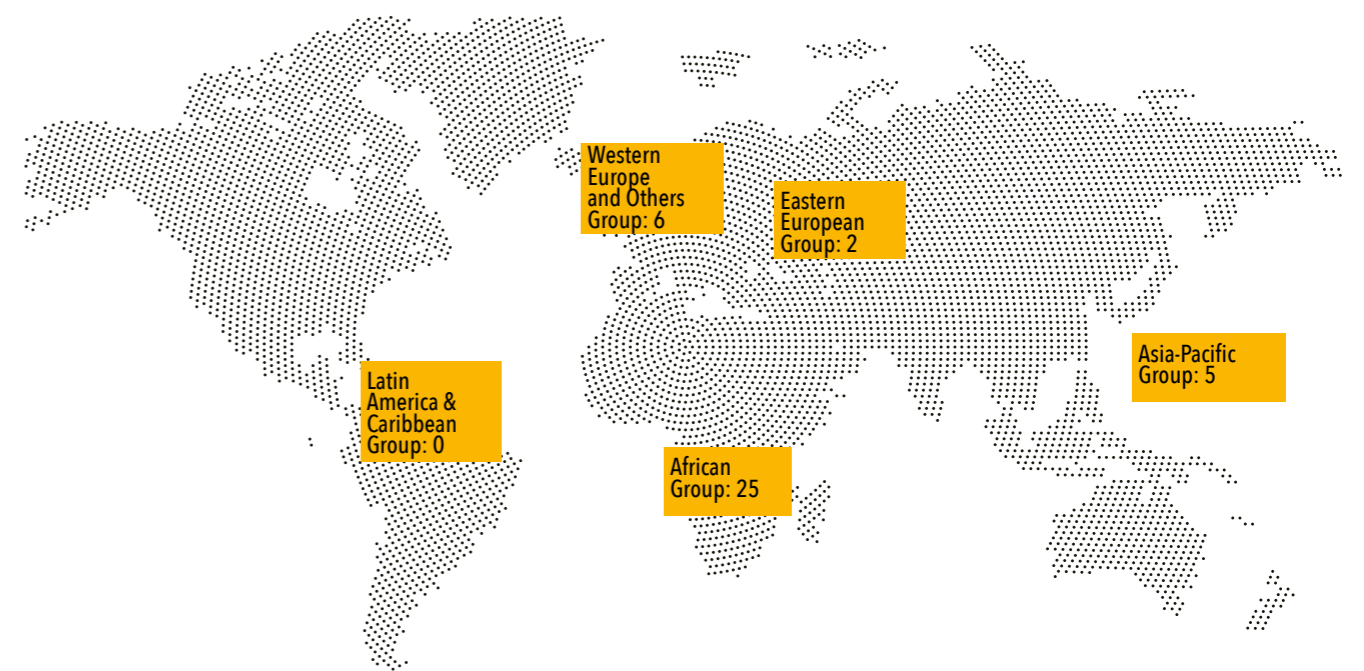 Western
Europe
and Others
Group: 6
Eastern
European
Group: 2
Asia-Pacific
Group: 5
Latin
America &
Caribbean
Group: 0
African
Group: 25